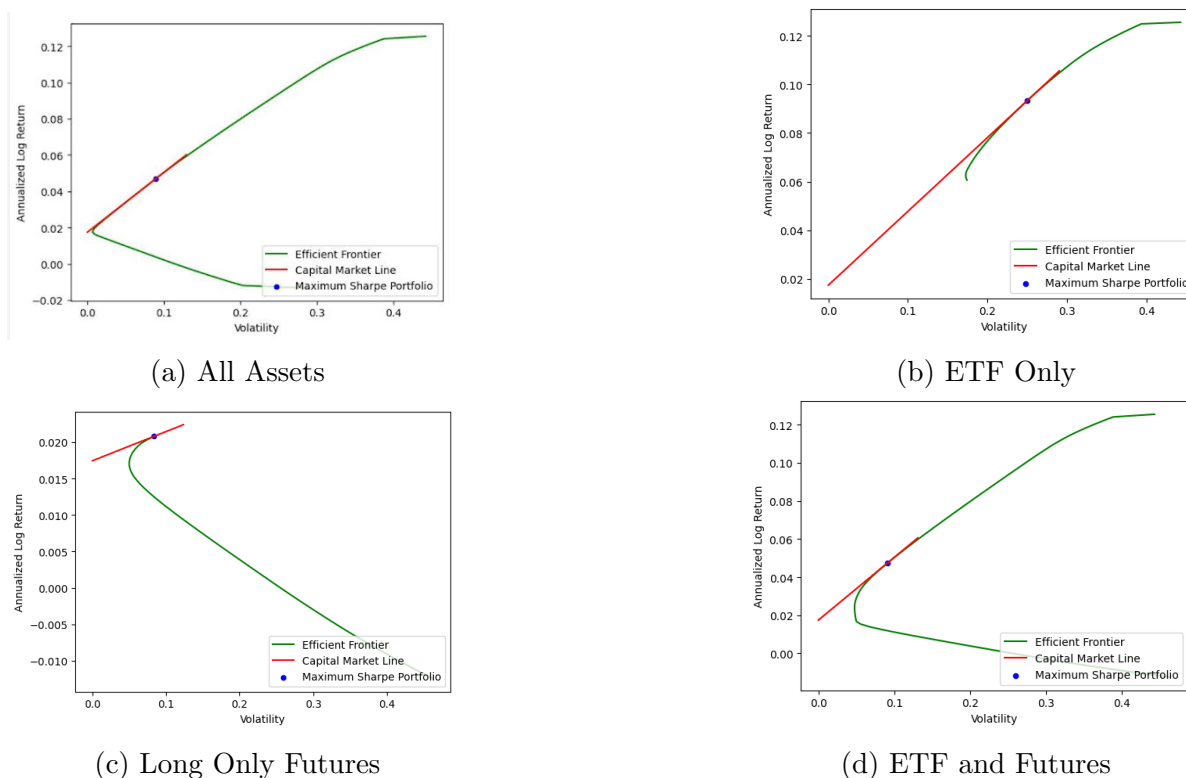 0.12
0.10
0.08
0.06
0.04
0.02
0.00
−0.02
Annualized Log Return
Efficient Frontier
Capital Market Line
Maximum Sharpe Portfolio
0.0 0.1 0.2 0.3 0.4
Volatility
(a) All Assets
0.12
0.10
0.08
0.06
0.04
0.02
Annualized Log Return
Efficient Frontier
Capital Market Line
Maximum Sharpe Portfolio
0.0 0.1 0.2 0.3 0.4
Volatility
(b) ETF Only
0.020
0.015
0.010
0.005
0.000
−0.005
−0.010
Annualized Log Return
Efficient Frontier
Capital Market Line
Maximum Sharpe Portfolio
0.0 0.1 0.2 0.3 0.4
Volatility
(c) Long Only Futures
0.12
0.10
0.08
0.06
0.04
0.02
0.00
Annualized Log Return
Efficient Frontier
Capital Market Line
Maximum Sharpe Portfolio
0.0 0.1 0.2 0.3 0.4
Volatility
(d) ETF and Futures